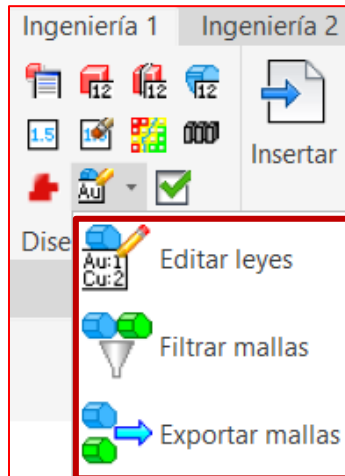 Ingeniería 1
Ingeniería 2
12
12
12
1.5
Insertar
Au
Dise
Au:1
Cu:2
Editar leyes
Filtrar mallas
Exportar mallas